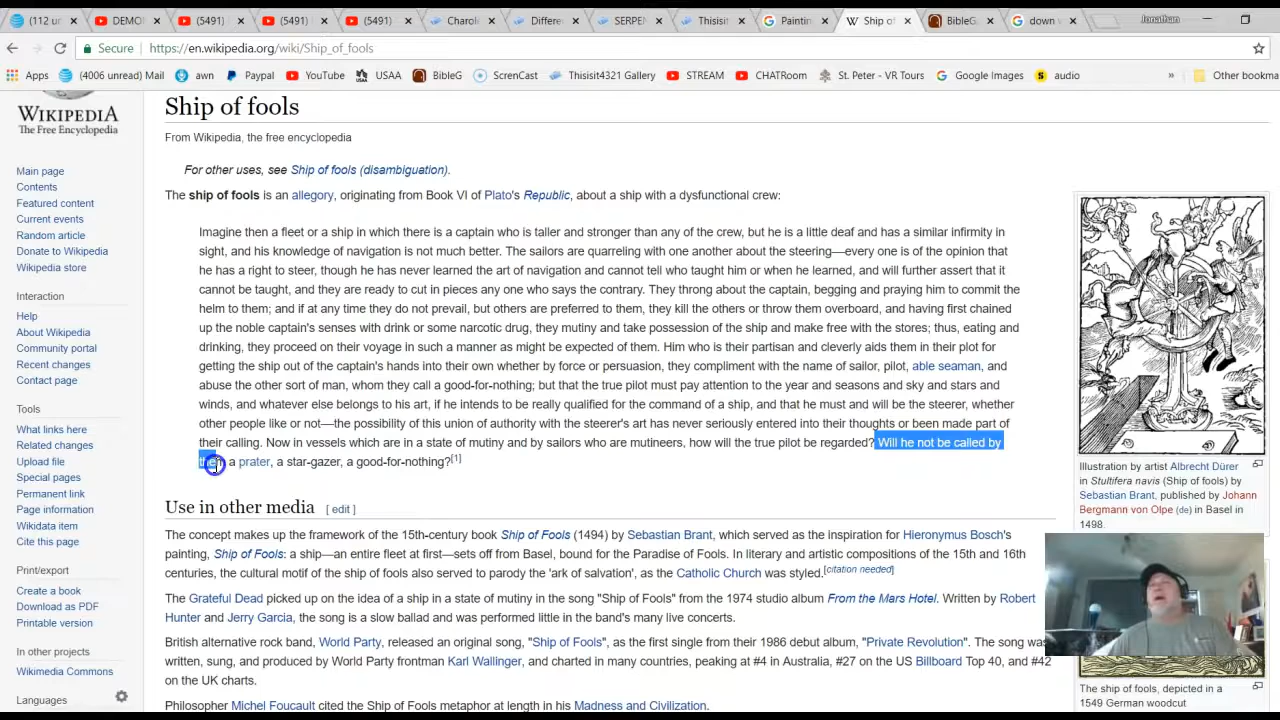 (112 ur
DEMO
(5491)
(5491)
(5491)
Charol
Differe
SERPE
Thisisit
Paintin
Ship of
BibleG
down
Jonathan
Secure
https://en.wikipedia.org/wiki/Ship_of_fools
Apps
(4006 unread) Mail
awn
Paypal
YouTube
USAA
BibleG
ScrenCast
Thisisit4321 Gallery
STREAM
CHATRoom
St. Peter - VR Tours
Google Images
audio
»
Other bookma
WIKIPEDIA
The Free Encyclopedia
Main page
Contents
Featured content
Current events
Random article
Donate to Wikipedia
Wikipedia store
Interaction
Help
About Wikipedia
Community portal
Recent changes
Contact page
Tools
What links here
Related changes
Upload file
Special pages
Permanent link
Page information
Wikidata item
Cite this page
Print/export
Create a book
Download as PDF
Printable version
In other projects
Wikimedia Commons
Languages
Ship of fools
From Wikipedia, the free encyclopedia
For other uses, see Ship of fools (disambiguation).
The ship of fools is an allegory, originating from Book VI of Plato's Republic, about a ship with a dysfunctional crew:
Imagine then a fleet or a ship in which there is a captain who is taller and stronger than any of the crew, but he is a little deaf and has a similar infirmity in
sight, and his knowledge of navigation is not much better. The sailors are quarreling with one another about the steering—every one is of the opinion that
he has a right to steer, though he has never learned the art of navigation and cannot tell who taught him or when he learned, and will further assert that it
cannot be taught, and they are ready to cut in pieces any one who says the contrary. They throng about the captain, begging and praying him to commit the
helm to them; and if at any time they do not prevail, but others are preferred to them, they kill the others or throw them overboard, and having first chained
up the noble captain's senses with drink or some narcotic drug, they mutiny and take possession of the ship and make free with the stores; thus, eating and
drinking, they proceed on their voyage in such a manner as might be expected of them. Him who is their partisan and cleverly aids them in their plot for
getting the ship out of the captain's hands into their own whether by force or persuasion, they compliment with the name of sailor, pilot, able seaman, and
abuse the other sort of man, whom they call a good-for-nothing; but that the true pilot must pay attention to the year and seasons and sky and stars and
winds, and whatever else belongs to his art, if he intends to be really qualified for the command of a ship, and that he must and will be the steerer, whether
other people like or not—the possibility of this union of authority with the steerer's art has never seriously entered into their thoughts or been made part of
their calling. Now in vessels which are in a state of mutiny and by sailors who are mutineers, how will the true pilot be regarded? Will he not be called by
them a prater, a star-gazer, a good-for-nothing?[1]
Use in other media [ edit ]
The concept makes up the framework of the 15th-century book Ship of Fools (1494) by Sebastian Brant, which served as the inspiration for Hieronymus Bosch's
painting, Ship of Fools: a ship—an entire fleet at first—sets off from Basel, bound for the Paradise of Fools. In literary and artistic compositions of the 15th and 16th
centuries, the cultural motif of the ship of fools also served to parody the 'ark of salvation', as the Catholic Church was styled.[citation needed]
The Grateful Dead picked up on the idea of a ship in a state of mutiny in the song "Ship of Fools" from the 1974 studio album From the Mars Hotel. Written by Robert
Hunter and Jerry Garcia, the song is a slow ballad and was performed little in the band's many live concerts.
British alternative rock band, World Party, released an original song, "Ship of Fools", as the first single from their 1986 debut album, "Private Revolution". The song was
written, sung, and produced by World Party frontman Karl Wallinger, and charted in many countries, peaking at #4 in Australia, #27 on the US Billboard Top 40, and #42
on the UK charts.
Philosopher Michel Foucault cited the Ship of Fools metaphor at length in his Madness and Civilization.
Illustration by artist Albrecht Dürer
in Stultifera navis (Ship of fools) by
Sebastian Brant, published by Johann
Bergmann von Olpe (de) in Basel in
1498.
The ship of fools, depicted in a
1549 German woodcut